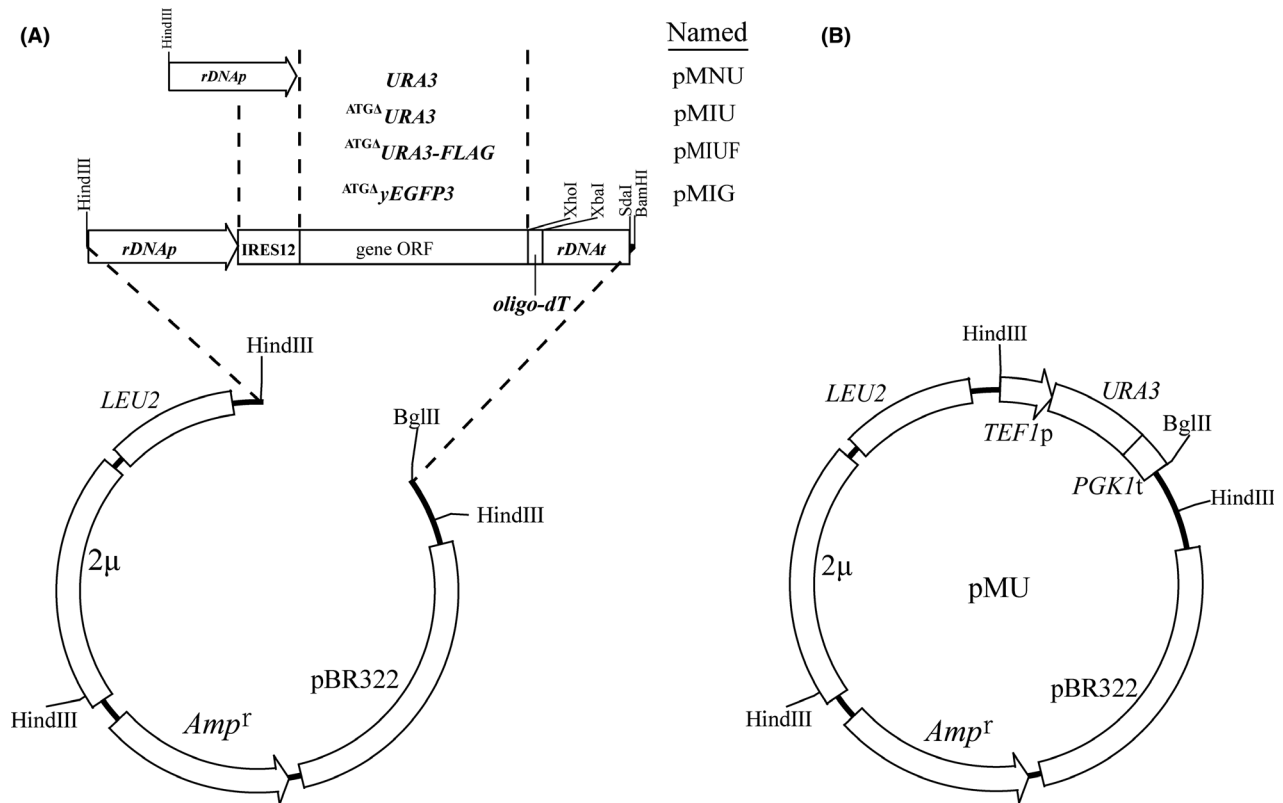 (A)
HindIII
rDNAp
URA3
ATGΔURA3
ATGΔURA3-FLAG
ATGΔyEGFP3
Named
pMNU
pMIU
pMIUF
pMIG
HindIII
XhoI
XbaI
SdaI
BamHI
rDNAp
IRES12
gene ORF
rDNAt
oligo-dT
HindIII
LEU2
BglII
HindIII
2μ
pBR322
HindIII
Ampr
(B)
HindIII
LEU2
URA3
TEF1p
BglII
PGK1t
HindIII
2μ
pMU
pBR322
HindIII
Ampr